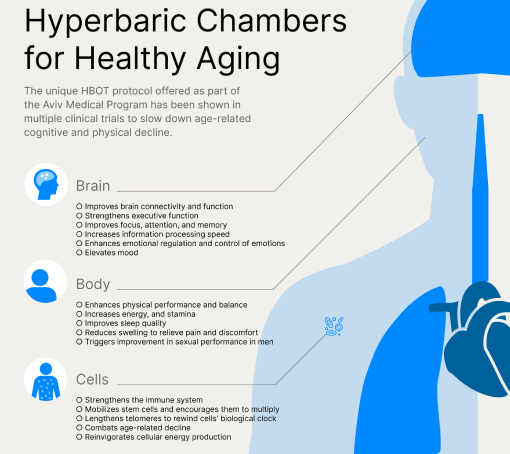 Hyperbaric Chambers
for Healthy Aging
The unique HBOT protocol offered as part of
the Aviv Medical Program has been shown in
multiple clinical trials to slow down age-related
cognitive and physical decline.
Brain
Improves brain connectivity and function
Strengthens executive function
Improves focus, attention, and memory
Increases information processing speed
Enhances emotional regulation and control of emotions
Elevates mood
Body
Enhances physical performance and balance
Increases energy, and stamina
Improves sleep quality
Reduces swelling to relieve pain and discomfort
Triggers improvement in sexual performance in men
Cells
Strengthens the immune system
Mobilizes stem cells and encourages them to multiply
Lengthens telomeres to rewind cells' biological clock
Combats age-related decline
Reinvigorates cellular energy production